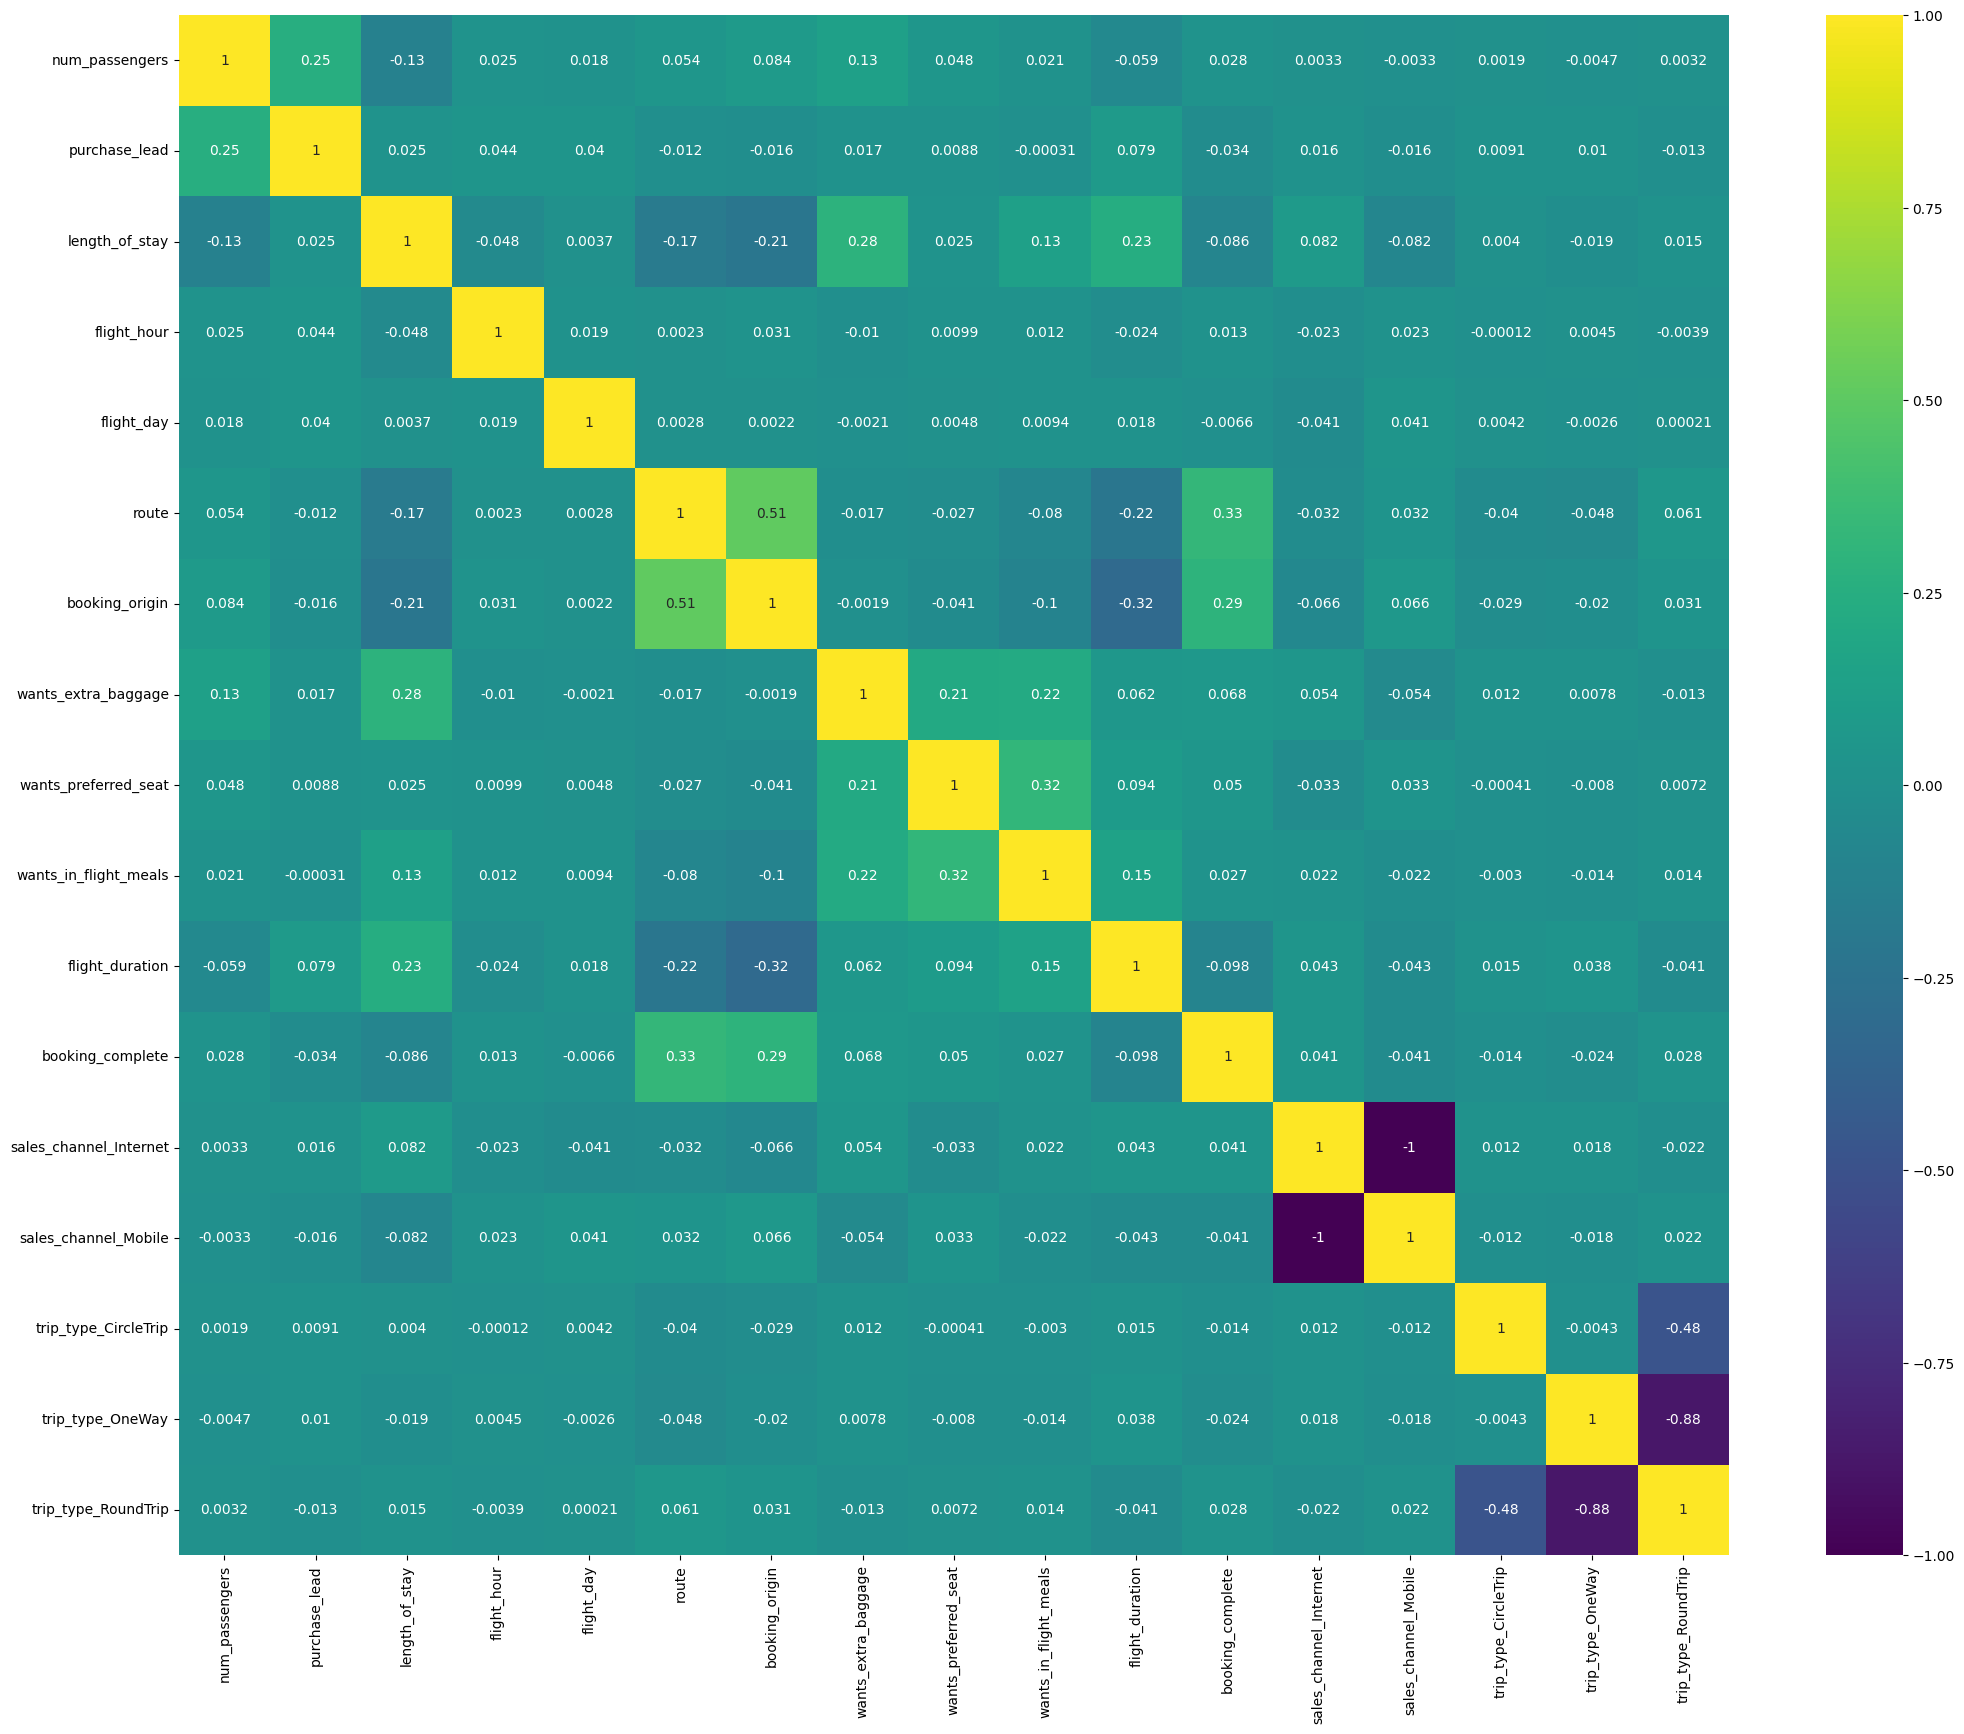 num_passengers 1 0.25 -0.13 0.025 0.018 0.054 0.084 0.13 0.048 0.021 -0.059 0.028 0.0033 -0.0033 0.0019 -0.0047 0.0032
purchase_lead 0.25 1 0.025 0.044 0.04 -0.012 -0.016 0.017 0.0088 -0.00031 0.079 -0.034 0.016 -0.016 0.0091 0.01 -0.013
length_of_stay -0.13 0.025 1 -0.048 0.0037 -0.17 -0.21 0.28 0.025 0.13 0.23 -0.086 0.082 -0.082 0.004 -0.019 0.015
flight_hour 0.025 0.044 -0.048 1 0.019 0.0023 0.031 -0.01 0.0099 0.012 -0.024 0.013 -0.023 0.023 -0.00012 0.0045 -0.0039
flight_day 0.018 0.04 0.0037 0.019 1 0.0028 0.0022 -0.0021 0.0048 0.0094 0.018 -0.0066 -0.041 0.041 0.0042 -0.0026 0.00021
route 0.054 -0.012 -0.17 0.0023 0.0028 1 0.51 -0.017 -0.027 -0.08 -0.22 0.33 -0.032 0.032 -0.04 -0.048 0.061
booking_origin 0.084 -0.016 -0.21 0.031 0.0022 0.51 1 -0.0019 -0.041 -0.1 -0.32 0.29 -0.066 0.066 -0.029 -0.02 0.031
wants_extra_baggage 0.13 0.017 0.28 -0.01 -0.0021 -0.017 -0.0019 1 0.21 0.22 0.062 0.068 0.054 -0.054 0.012 0.0078 -0.013
wants_preferred_seat 0.048 0.0088 0.025 0.0099 0.0048 -0.027 -0.041 0.21 1 0.32 0.094 0.05 -0.033 0.033 -0.00041 -0.008 0.0072
wants_in_flight_meals 0.021 -0.00031 0.13 0.012 0.0094 -0.08 -0.1 0.22 0.32 1 0.15 0.027 0.022 -0.022 -0.003 -0.014 0.014
flight_duration -0.059 0.079 0.23 -0.024 0.018 -0.22 -0.32 0.062 0.094 0.15 1 -0.098 0.043 -0.043 0.015 0.038 -0.041
booking_complete 0.028 -0.034 -0.086 0.013 -0.0066 0.33 0.29 0.068 0.05 0.027 -0.098 1 0.041 -0.041 -0.014 -0.024 0.028
sales_channel_Internet 0.0033 0.016 0.082 -0.023 -0.041 -0.032 -0.066 0.054 -0.033 0.022 0.043 0.041 1 -1 0.012 0.018 -0.022
sales_channel_Mobile -0.0033 -0.016 -0.082 0.023 0.041 0.032 0.066 -0.054 0.033 -0.022 -0.043 -0.041 -1 1 -0.012 -0.018 0.022
trip_type_CircleTrip 0.0019 0.0091 0.004 -0.00012 0.0042 -0.04 -0.029 0.012 -0.00041 -0.003 0.015 -0.014 0.012 -0.012 1 -0.0043 -0.48
trip_type_OneWay -0.0047 0.01 -0.019 0.0045 -0.0026 -0.048 -0.02 0.0078 -0.008 -0.014 0.038 -0.024 0.018 -0.018 -0.0043 1 -0.88
trip_type_RoundTrip 0.0032 -0.013 0.015 -0.0039 0.00021 0.061 0.031 -0.013 0.0072 0.014 -0.041 0.028 -0.022 0.022 -0.48 -0.88 1
num_passengers
purchase_lead
length_of_stay
flight_hour
flight_day
route
booking_origin
wants_extra_baggage
wants_preferred_seat
wants_in_flight_meals
flight_duration
booking_complete
sales_channel_Internet
sales_channel_Mobile
trip_type_CircleTrip
trip_type_OneWay
trip_type_RoundTrip
1.00
0.75
0.50
0.25
0.00
−0.25
−0.50
−0.75
−1.00